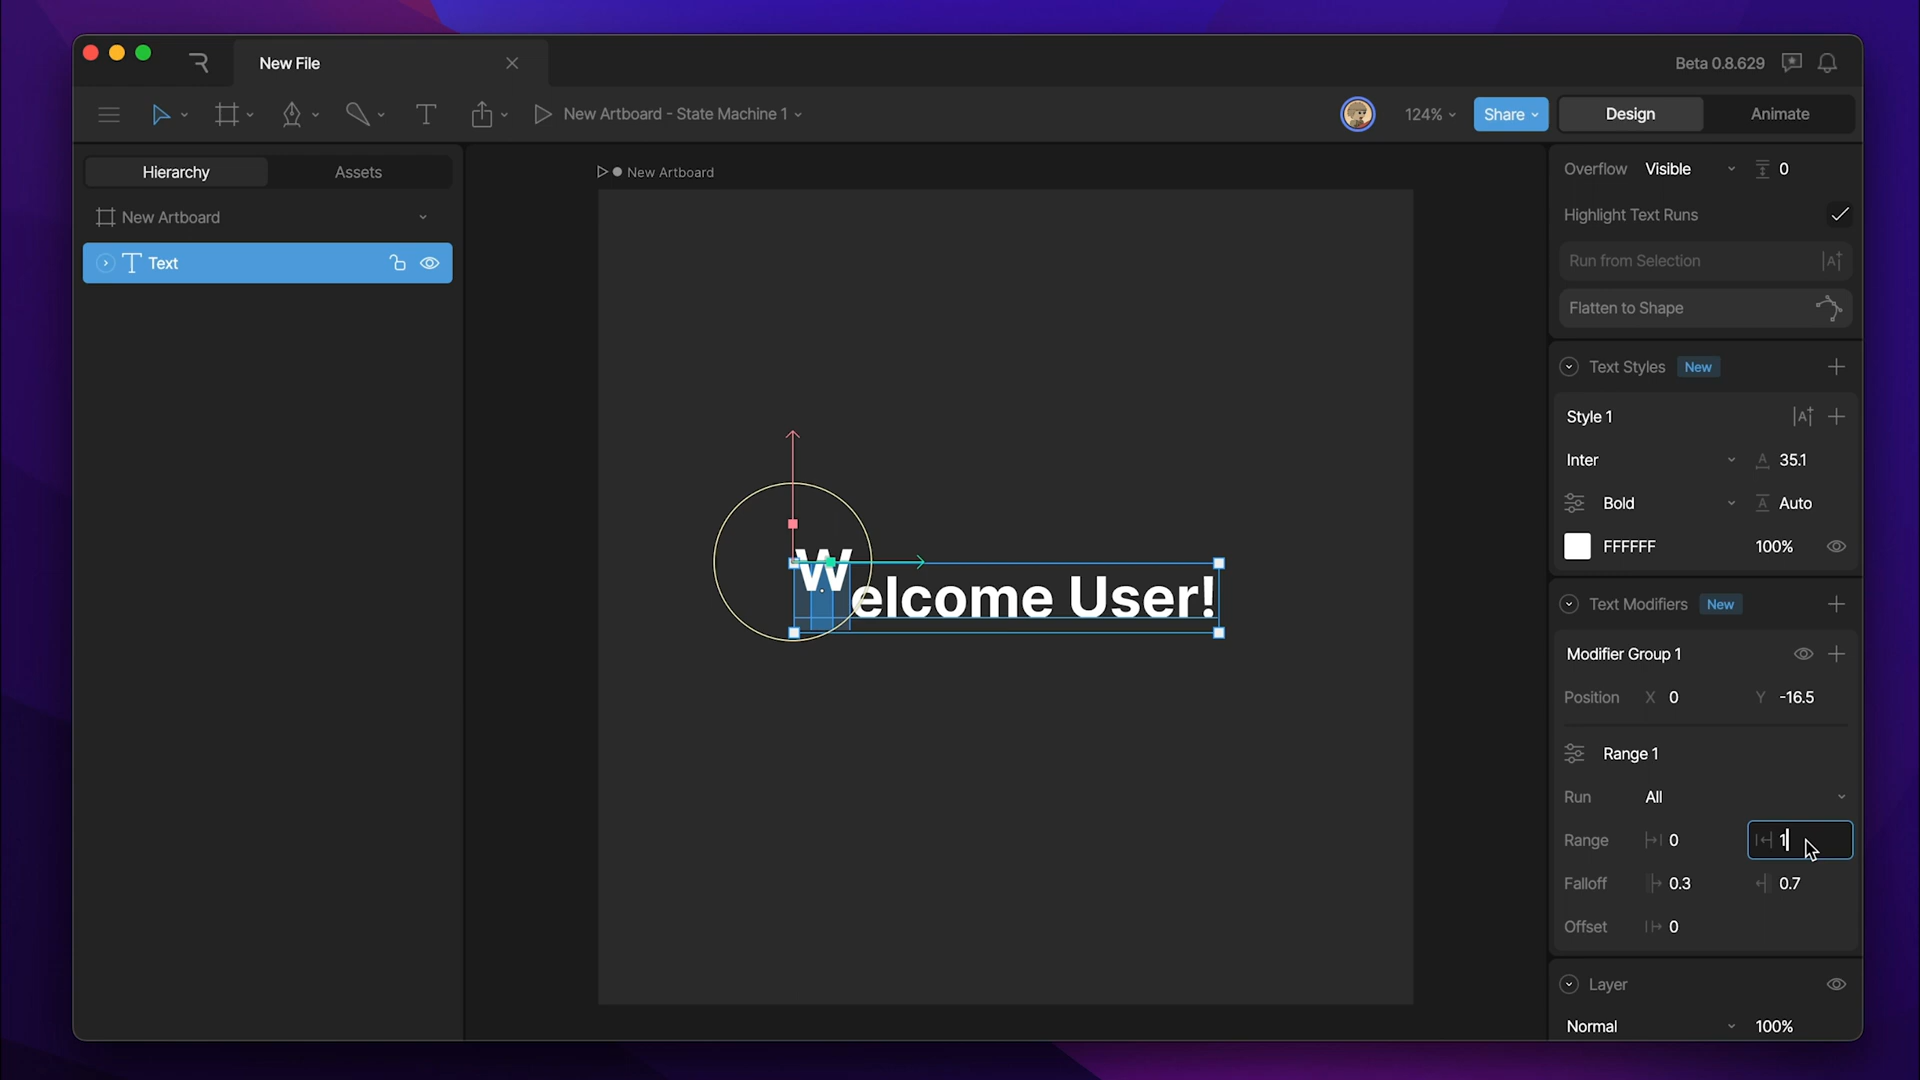 New File
Beta 0.8.629
New Artboard - State Machine 1
124%
Share
Design
Animate
Hierarchy
Assets
New Artboard
Text
New Artboard
Welcome User!
Overflow Visible 0
Highlight Text Runs
Run from Selection
Flatten to Shape
Text Styles New
Style 1
Inter 35.1
Bold Auto
FFFFFF 100%
Text Modifiers New
Modifier Group 1
Position X 0 Y -16.5
Range 1
Run All
Range 0 1
Falloff 0.3 0.7
Offset 0
Layer
Normal 100%